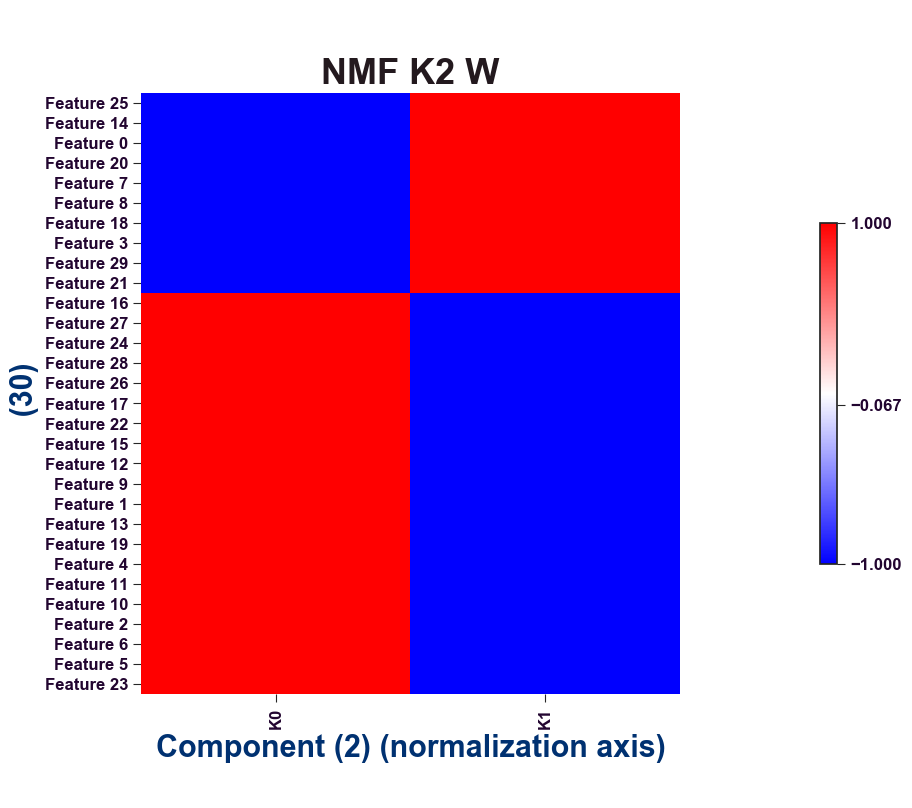 NMF K2 W
Feature 25
Feature 14
Feature 0
Feature 20
Feature 7
Feature 8
Feature 18
Feature 3
Feature 29
Feature 21
Feature 16
Feature 27
Feature 24
Feature 28
Feature 26
Feature 17
Feature 22
Feature 15
Feature 12
Feature 9
Feature 1
Feature 13
Feature 19
Feature 4
Feature 11
Feature 10
Feature 2
Feature 6
Feature 5
Feature 23
(30)
K0
K1
Component (2) (normalization axis)
1.000
−0.067
−1.000